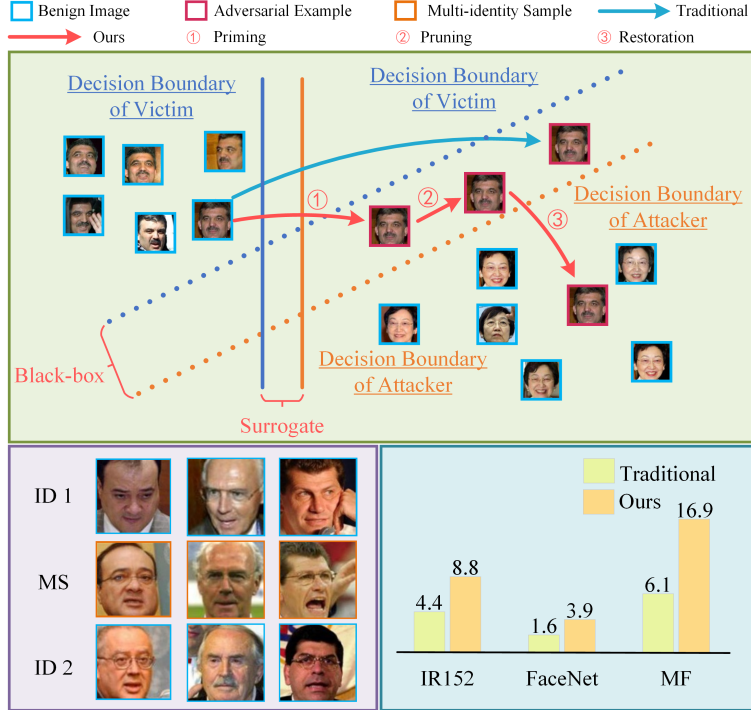 Benign Image Adversarial Example Multi-identity Sample Traditional
Ours ① Priming ② Pruning ③ Restoration
Decision Boundary
of Victim
Decision Boundary
of Victim
①
②
③
Decision Boundary
of Attacker
Decision Boundary
of Attacker
Black-box
Surrogate
ID 1
MS
ID 2
Traditional
Ours
4.4
8.8
1.6
3.9
6.1
16.9
IR152 FaceNet MF